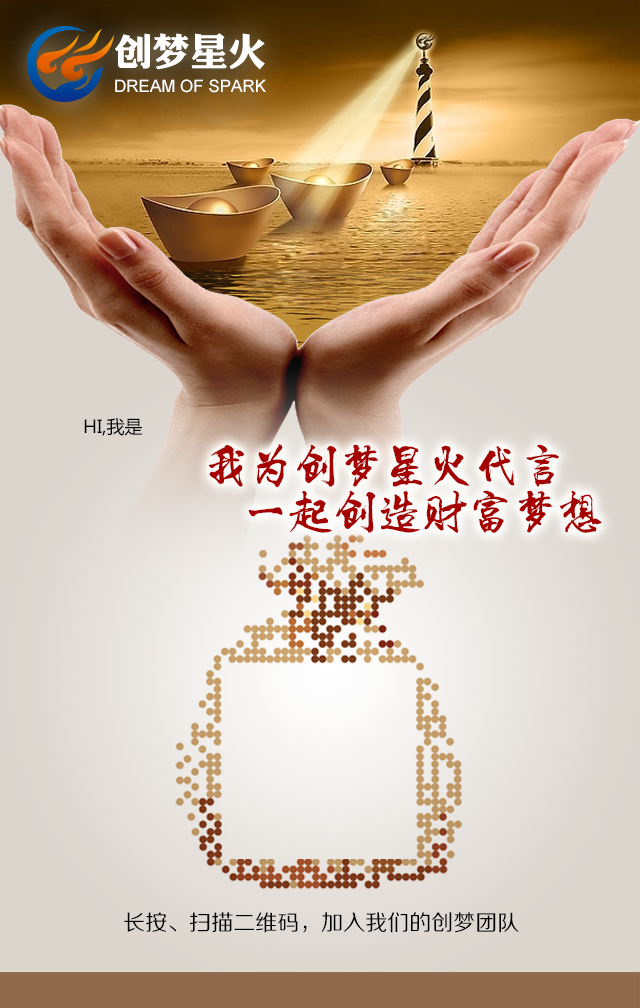 创梦星火
DREAM OF SPARK
HI,我是
我为创梦星火代言
一起创造财富梦想
长按、扫描二维码，加入我们的创梦团队